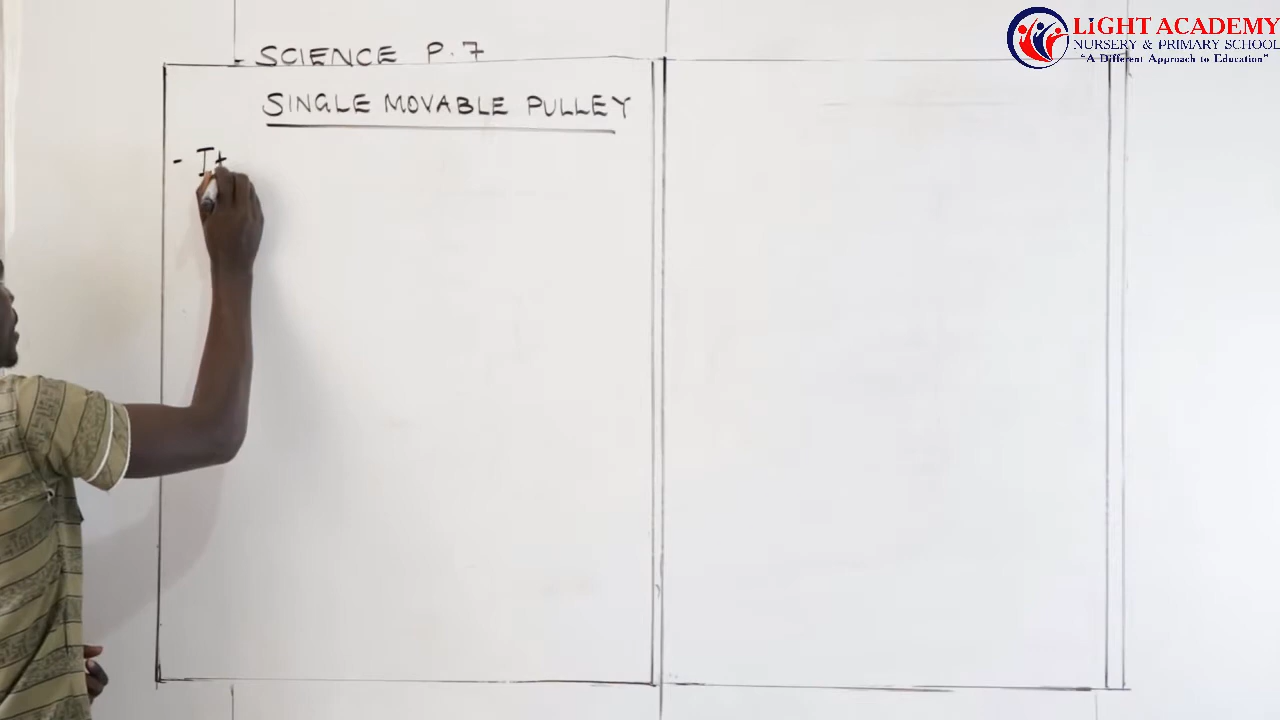 LIGHT ACADEMY
NURSERY & PRIMARY SCHOOL
"A Different Approach to Education"
- SCIENCE P.7
SINGLE MOVABLE PULLEY
- It